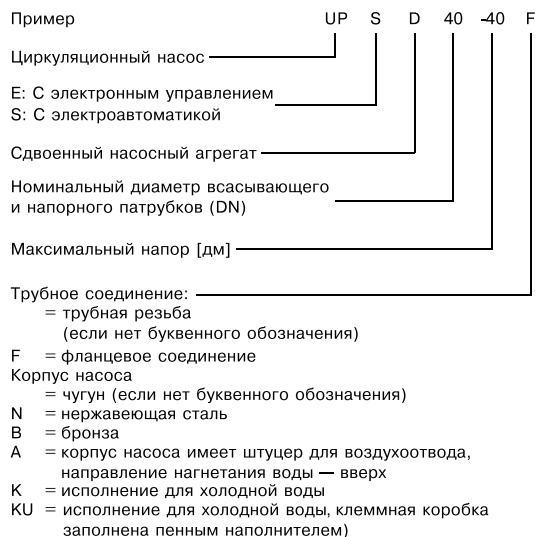 Пример UP S D 40 -40 F
Циркуляционный насос
E: С электронным управлением
S: С электроавтоматикой
Сдвоенный насосный агрегат
Номинальный диаметр всасывающего
и напорного патрубков (DN)
Максимальный напор [дм]
Трубное соединение:
= трубная резьба
(если нет буквенного обозначения)
F = фланцевое соединение
Корпус насоса
= чугун (если нет буквенного обозначения)
N = нержавеющая сталь
B = бронза
A = корпус насоса имеет штуцер для воздухоотвода,
направление нагнетания воды — вверх
K = исполнение для холодной воды
KU = исполнение для холодной воды, клеммная коробка
заполнена пенным наполнителем)